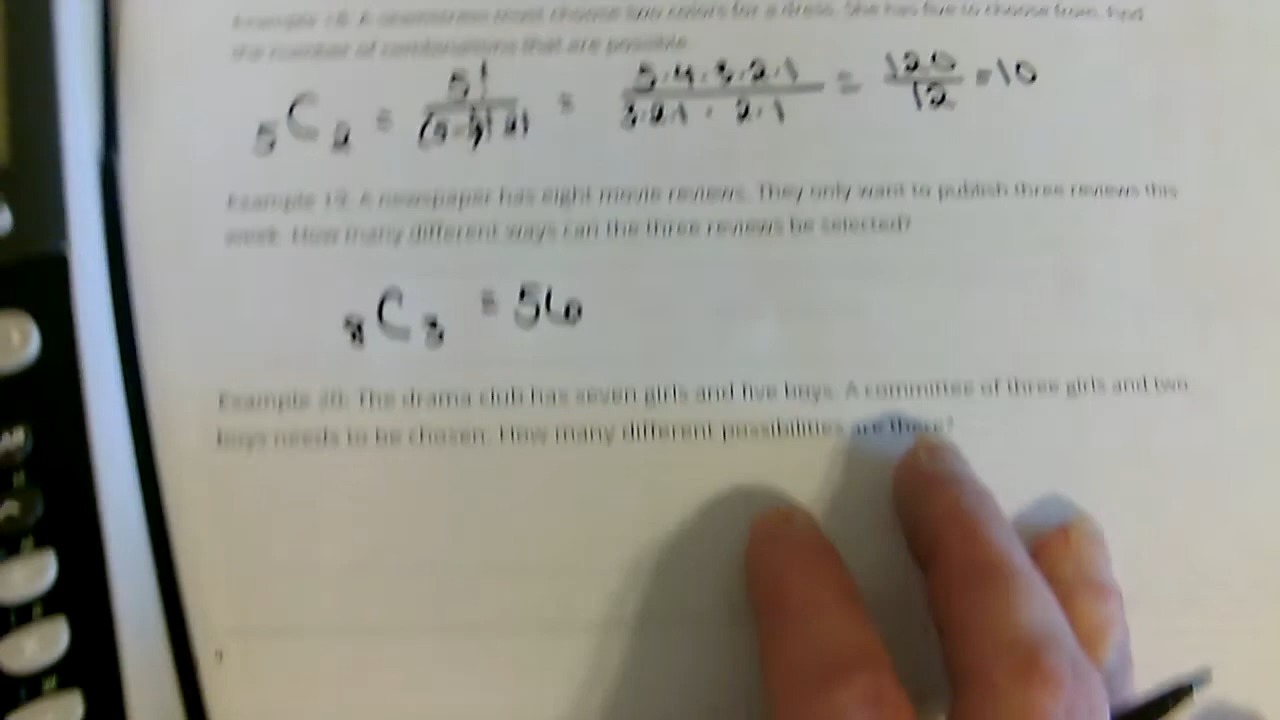 Example 18: A seamstress must choose two colors for a dress. She has five to choose from. Find
the number of combinations that are possible.
5C2 = 5! / (5-3)! 2! = 5·4·3·2·1 / 3·2·1 · 2·1 = 120 / 12 = 10
Example 19: A newspaper has eight movie reviews. They only want to publish three reviews this
week. How many different ways can the three reviews be selected?
8C3 = 56
Example 20: The drama club has seven girls and five boys. A committee of three girls and two
boys needs to be chosen. How many different possibilities are there?